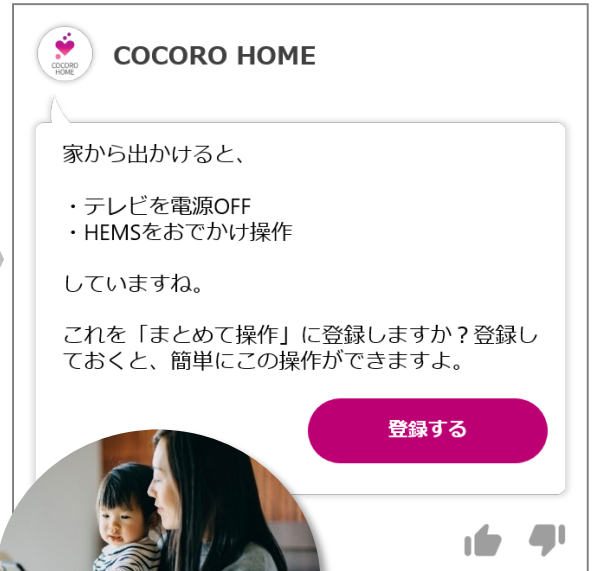 COCORO HOME
COCORO
HOME
家から出かけると、
・テレビを電源OFF
・HEMSをおでかけ操作
していますね。
これを「まとめて操作」に登録しますか？登録し
ておくと、簡単にこの操作ができますよ。
登録する